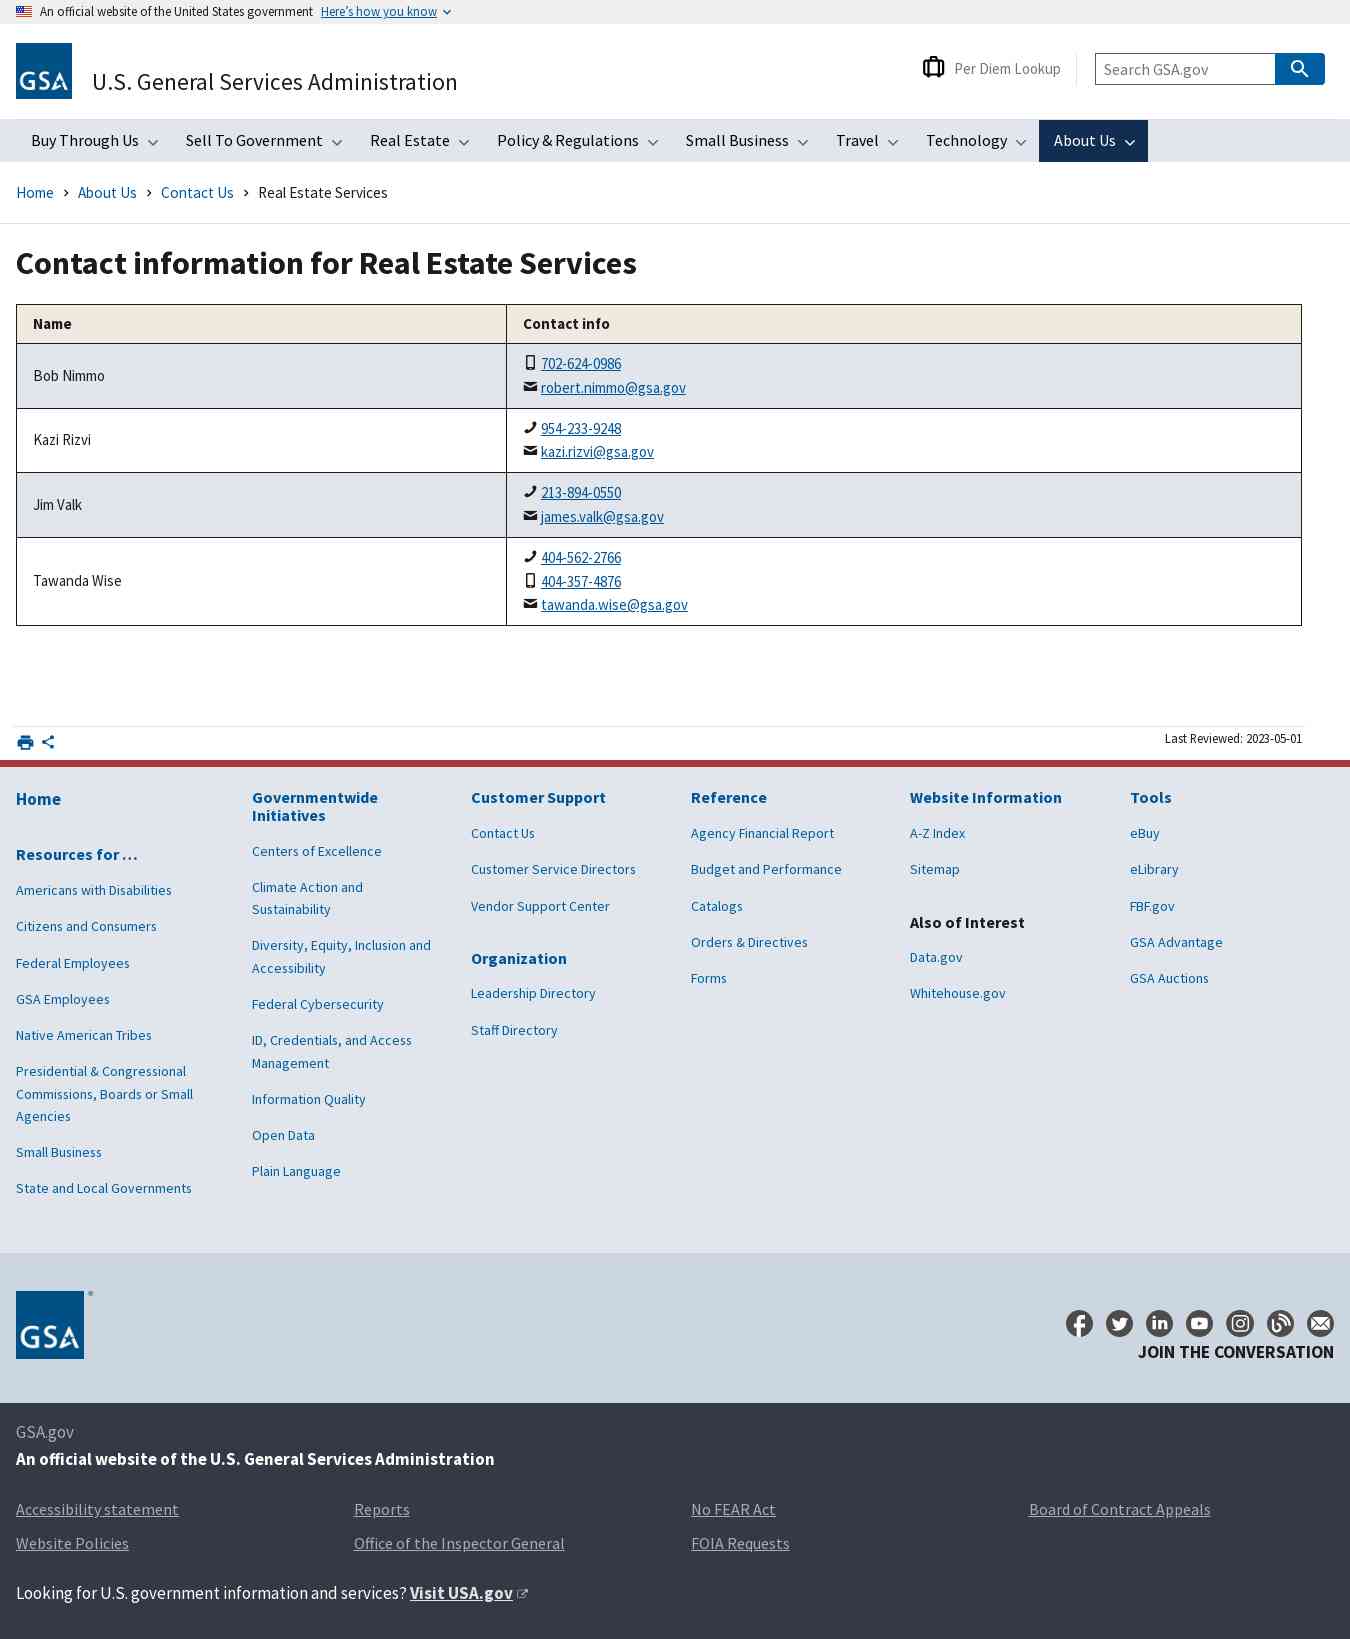 An official website of the United States government Here's how you know
GSA
U.S. General Services Administration
Per Diem Lookup
Search GSA.gov
Buy Through Us Sell To Government Real Estate Policy & Regulations Small Business Travel Technology About Us
Home About Us Contact Us Real Estate Services
Contact information for Real Estate Services
Name Contact info
Bob Nimmo
702-624-0986
robert.nimmo@gsa.gov
Kazi Rizvi
954-233-9248
kazi.rizvi@gsa.gov
Jim Valk
213-894-0550
james.valk@gsa.gov
Tawanda Wise
404-562-2766
404-357-4876
tawanda.wise@gsa.gov
Last Reviewed: 2023-05-01
Home
Resources for …
Americans with Disabilities
Citizens and Consumers
Federal Employees
GSA Employees
Native American Tribes
Presidential & Congressional
Commissions, Boards or Small
Agencies
Small Business
State and Local Governments
Governmentwide
Initiatives
Centers of Excellence
Climate Action and
Sustainability
Diversity, Equity, Inclusion and
Accessibility
Federal Cybersecurity
ID, Credentials, and Access
Management
Information Quality
Open Data
Plain Language
Customer Support
Contact Us
Customer Service Directors
Vendor Support Center
Organization
Leadership Directory
Staff Directory
Reference
Agency Financial Report
Budget and Performance
Catalogs
Orders & Directives
Forms
Website Information
A-Z Index
Sitemap
Also of Interest
Data.gov
Whitehouse.gov
Tools
eBuy
eLibrary
FBF.gov
GSA Advantage
GSA Auctions
GSA
JOIN THE CONVERSATION
GSA.gov
An official website of the U.S. General Services Administration
Accessibility statement Reports No FEAR Act Board of Contract Appeals
Website Policies Office of the Inspector General FOIA Requests
Looking for U.S. government information and services? Visit USA.gov